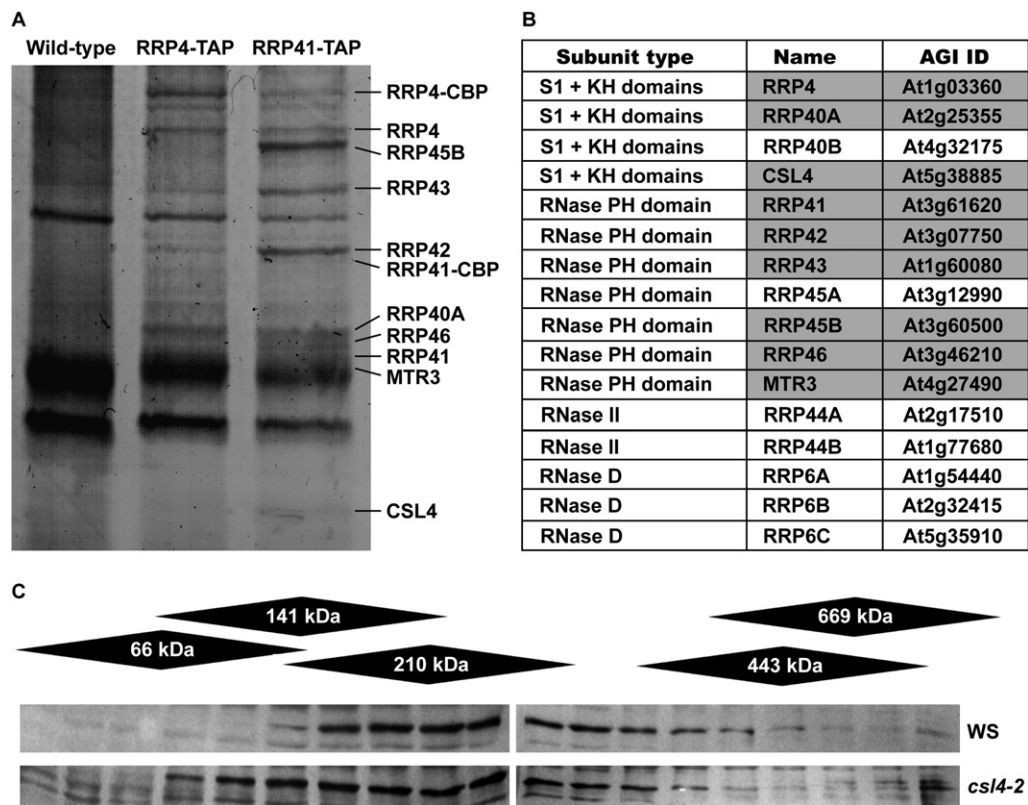 A
Wild-type RRP4-TAP RRP41-TAP
RRP4-CBP
RRP4
RRP45B
RRP43
RRP42
RRP41-CBP
RRP40A
RRP46
RRP41
MTR3
CSL4
B
Subunit type Name AGI ID
S1 + KH domains RRP4 At1g03360
S1 + KH domains RRP40A At2g25355
S1 + KH domains RRP40B At4g32175
S1 + KH domains CSL4 At5g38885
RNase PH domain RRP41 At3g61620
RNase PH domain RRP42 At3g07750
RNase PH domain RRP43 At1g60080
RNase PH domain RRP45A At3g12990
RNase PH domain RRP45B At3g60500
RNase PH domain RRP46 At3g46210
RNase PH domain MTR3 At4g27490
RNase II RRP44A At2g17510
RNase II RRP44B At1g77680
RNase D RRP6A At1g54440
RNase D RRP6B At2g32415
RNase D RRP6C At5g35910
C
141 kDa 669 kDa
66 kDa 210 kDa 443 kDa
WS
csl4-2